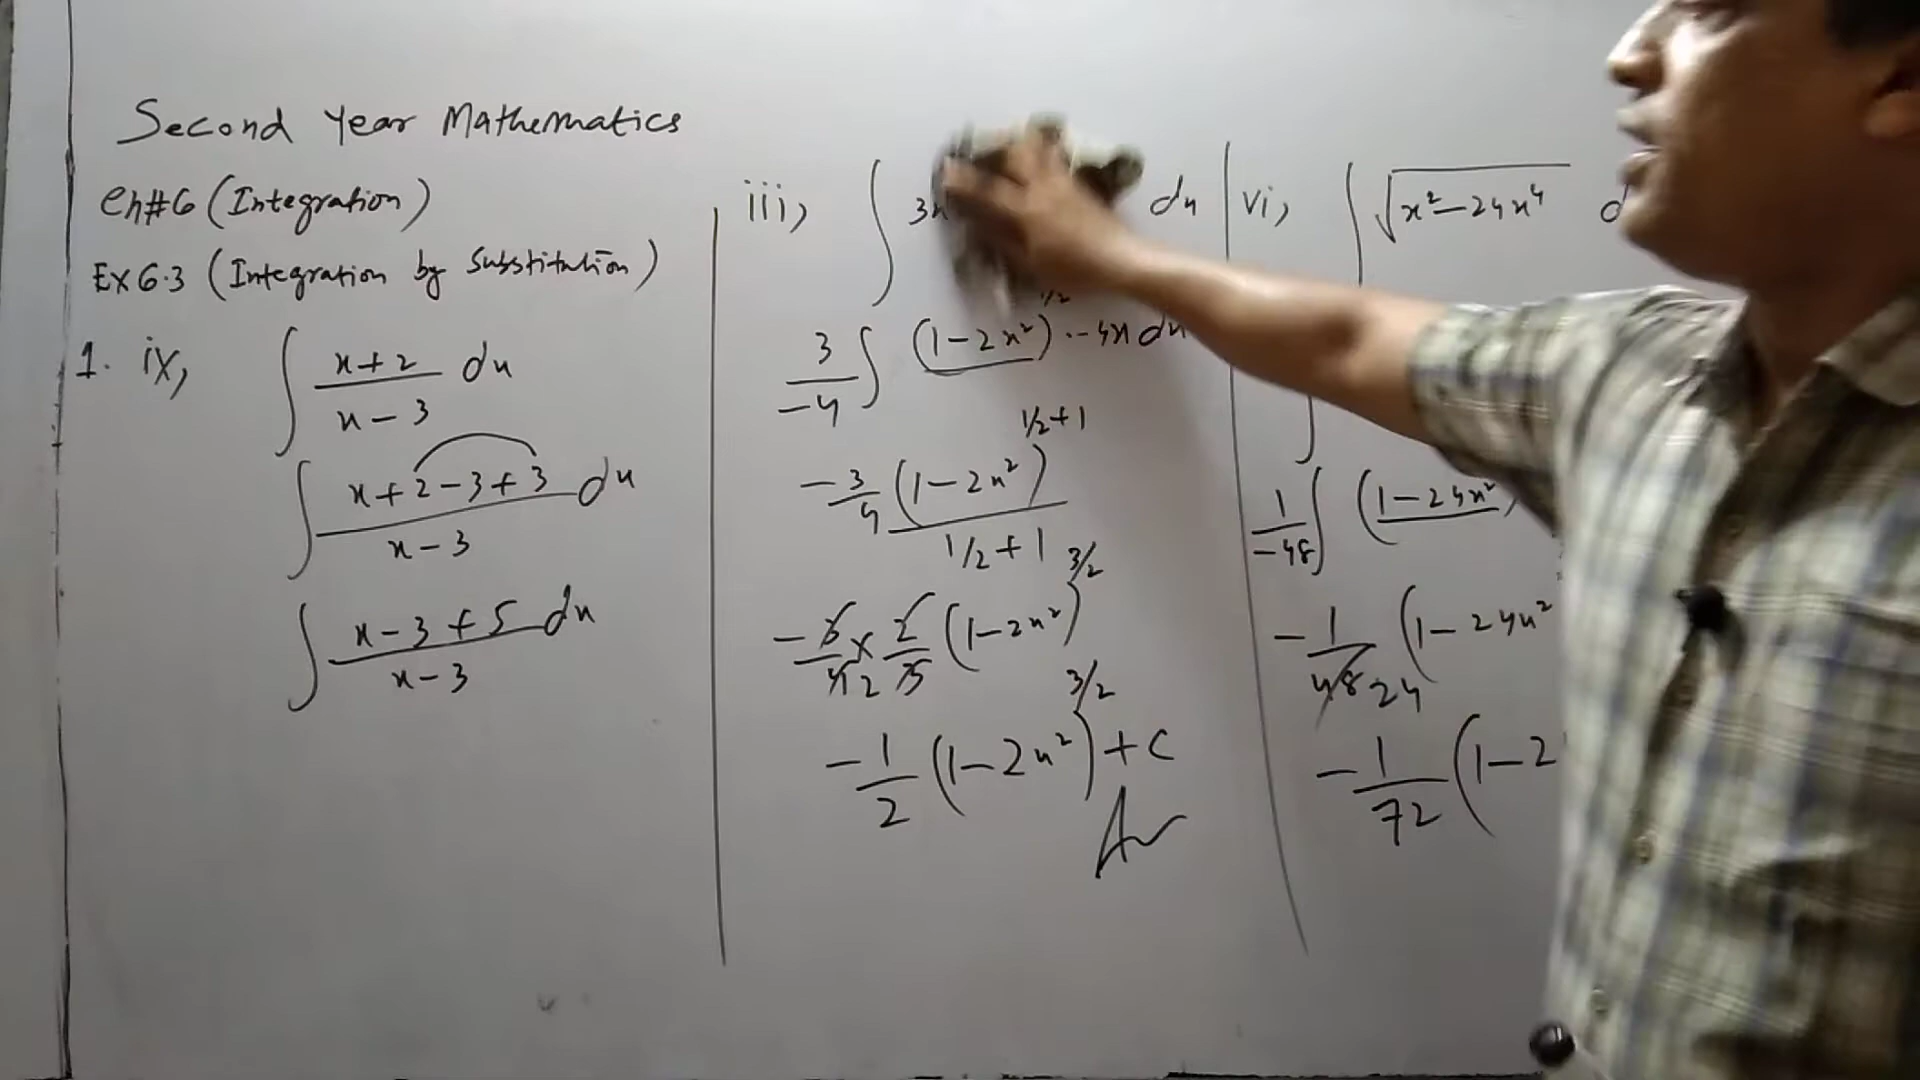 Second Year Mathematics
Ch#6 (Integration)
Ex 6.3 (Integration by Substitution)
1. ix, ∫ (x+2)/(x-3) dx
∫ (x+2-3+3)/(x-3) dx
∫ (x-3+5)/(x-3) dx
iii, ∫ 3x dx
3/-4 ∫ (1-2x²)^1/2 · -4x dx
-3/4 (1-2x²)^(1/2+1) / (1/2+1)
-3/4 2 × 2/3 (1-2x²)^3/2
-1/2 (1-2x²)^3/2 + c
vi, ∫ √(x²-24x⁴) d
1/-48 ∫ (1-24x²)
-1/48 24 (1-24x²
-1/72 (1-2